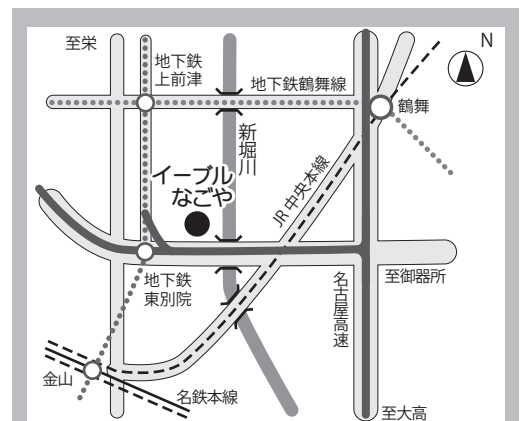 至栄
N
地下鉄
上前津
地下鉄鶴舞線
鶴舞
新堀川
イーブル
なごや
JR中央本線
地下鉄
東別院
名古屋高速
至御器所
金山
名鉄本線
至大高